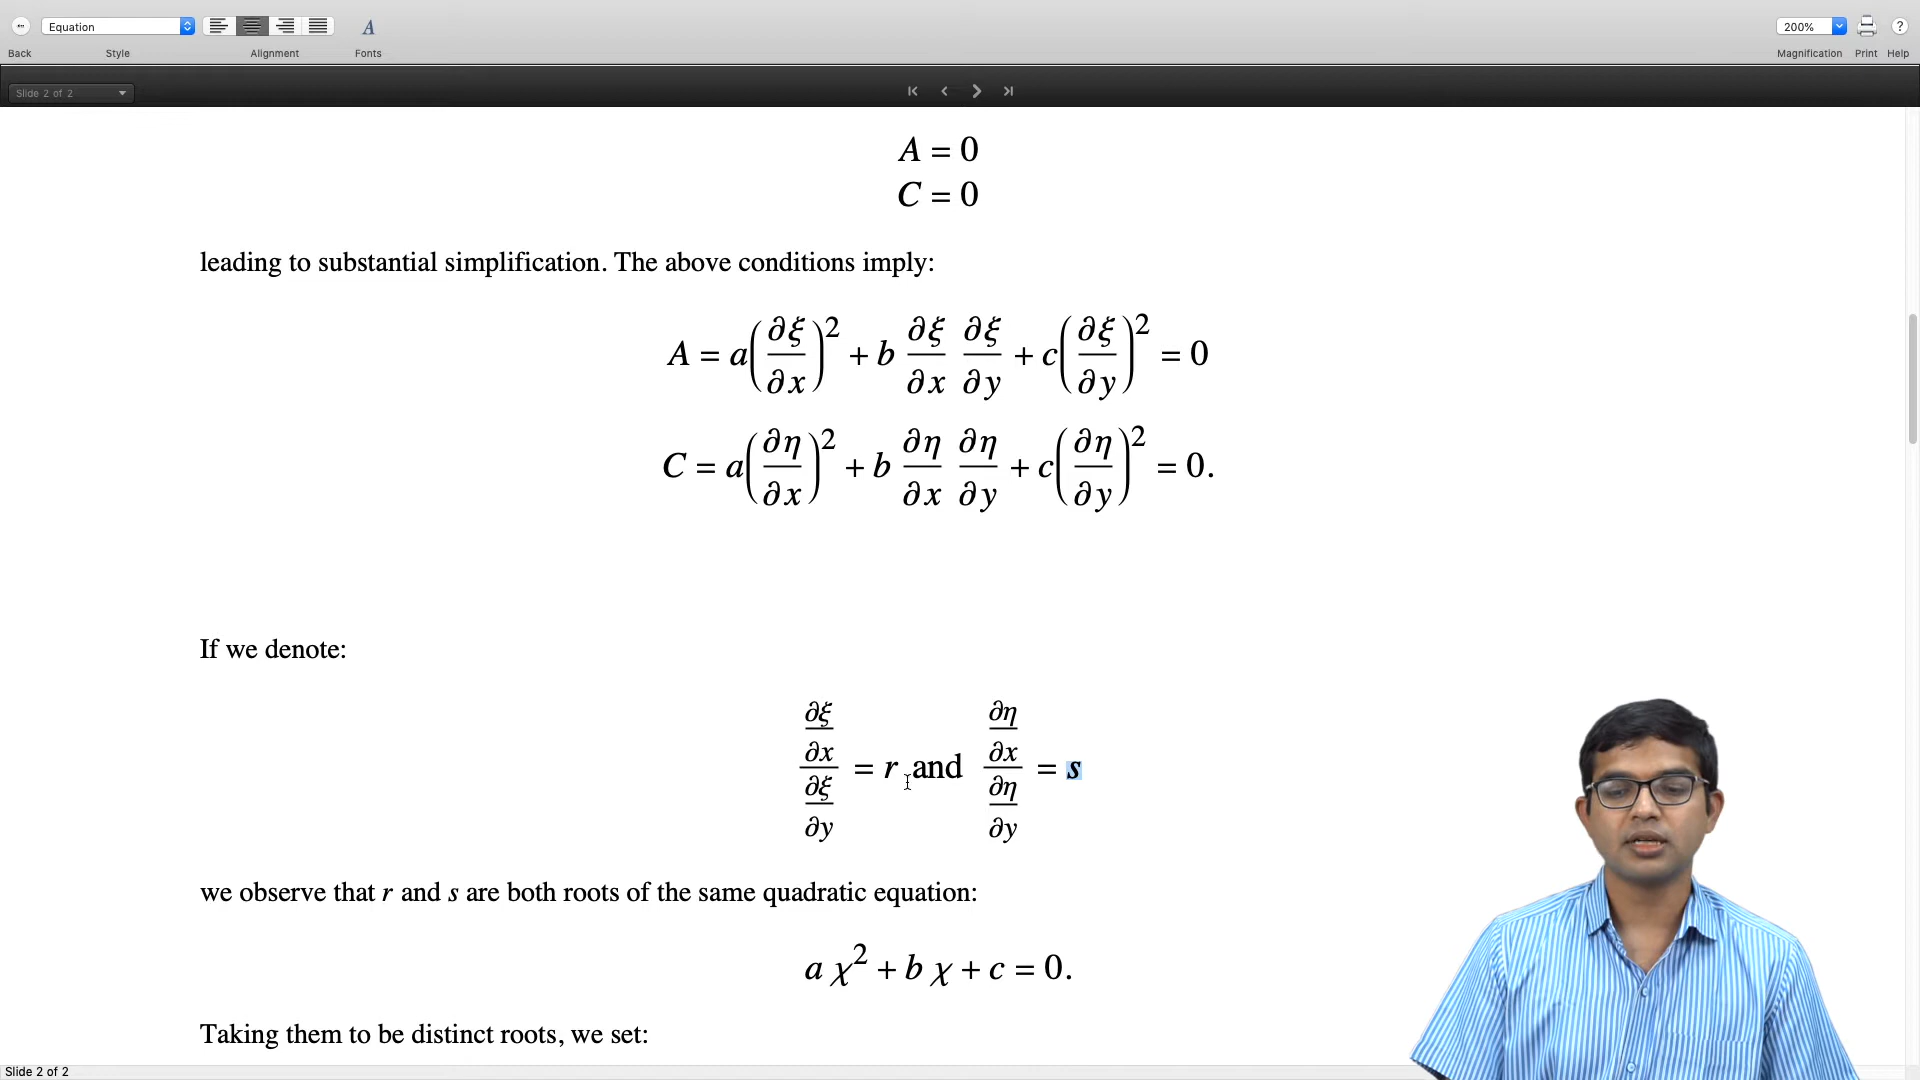 Equation
200%
Back
Style
Alignment
Fonts
Magnification
Print
Help
Slide 2 of 2
A = 0
C = 0
leading to substantial simplification. The above conditions imply:
A = a(∂ξ/∂x)² + b ∂ξ/∂x ∂ξ/∂y + c(∂ξ/∂y)² = 0
C = a(∂η/∂x)² + b ∂η/∂x ∂η/∂y + c(∂η/∂y)² = 0.
If we denote:
(∂ξ/∂x)/(∂ξ/∂y) = r and (∂η/∂x)/(∂η/∂y) = s
we observe that r and s are both roots of the same quadratic equation:
a χ² + b χ + c = 0.
Taking them to be distinct roots, we set:
Slide 2 of 2